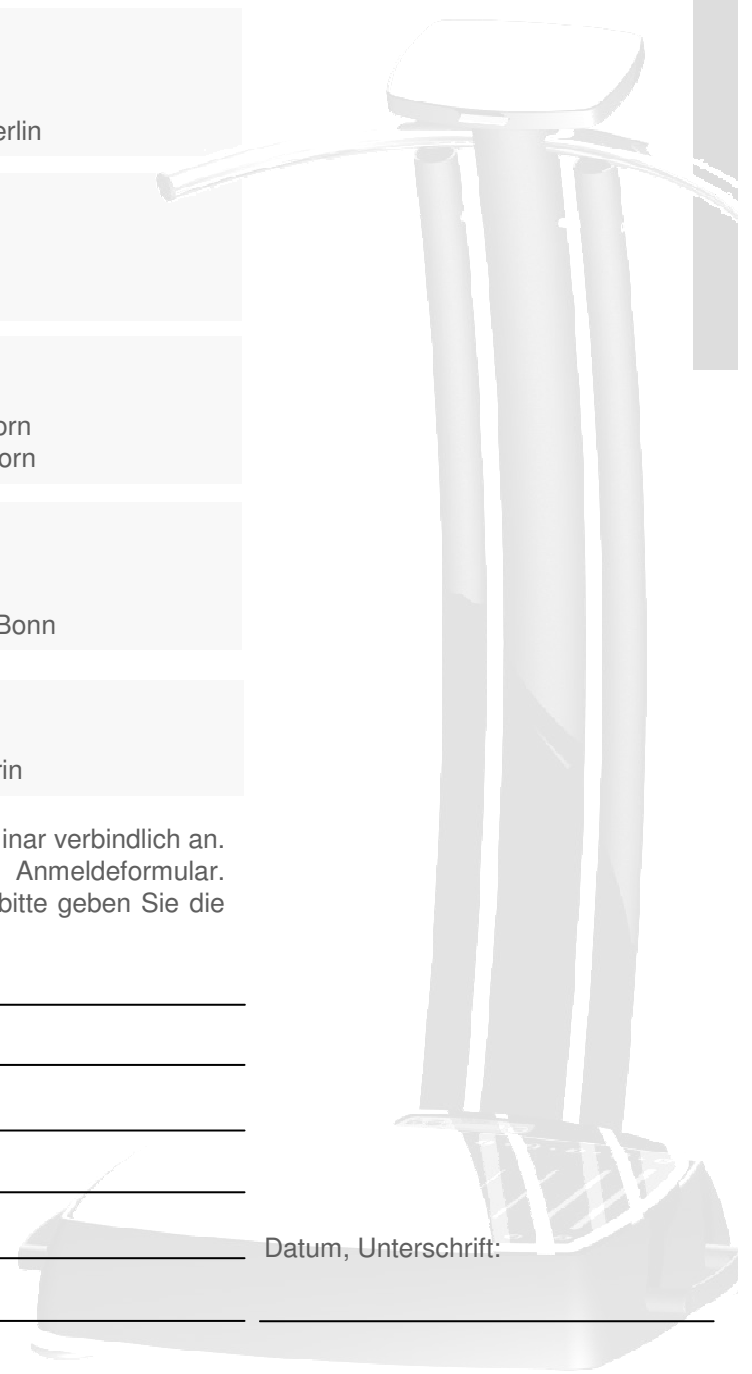 erlin
orn
orn
Bonn
rin
inar verbindlich an.
Anmeldeformular.
bitte geben Sie die
Datum, Unterschrift: